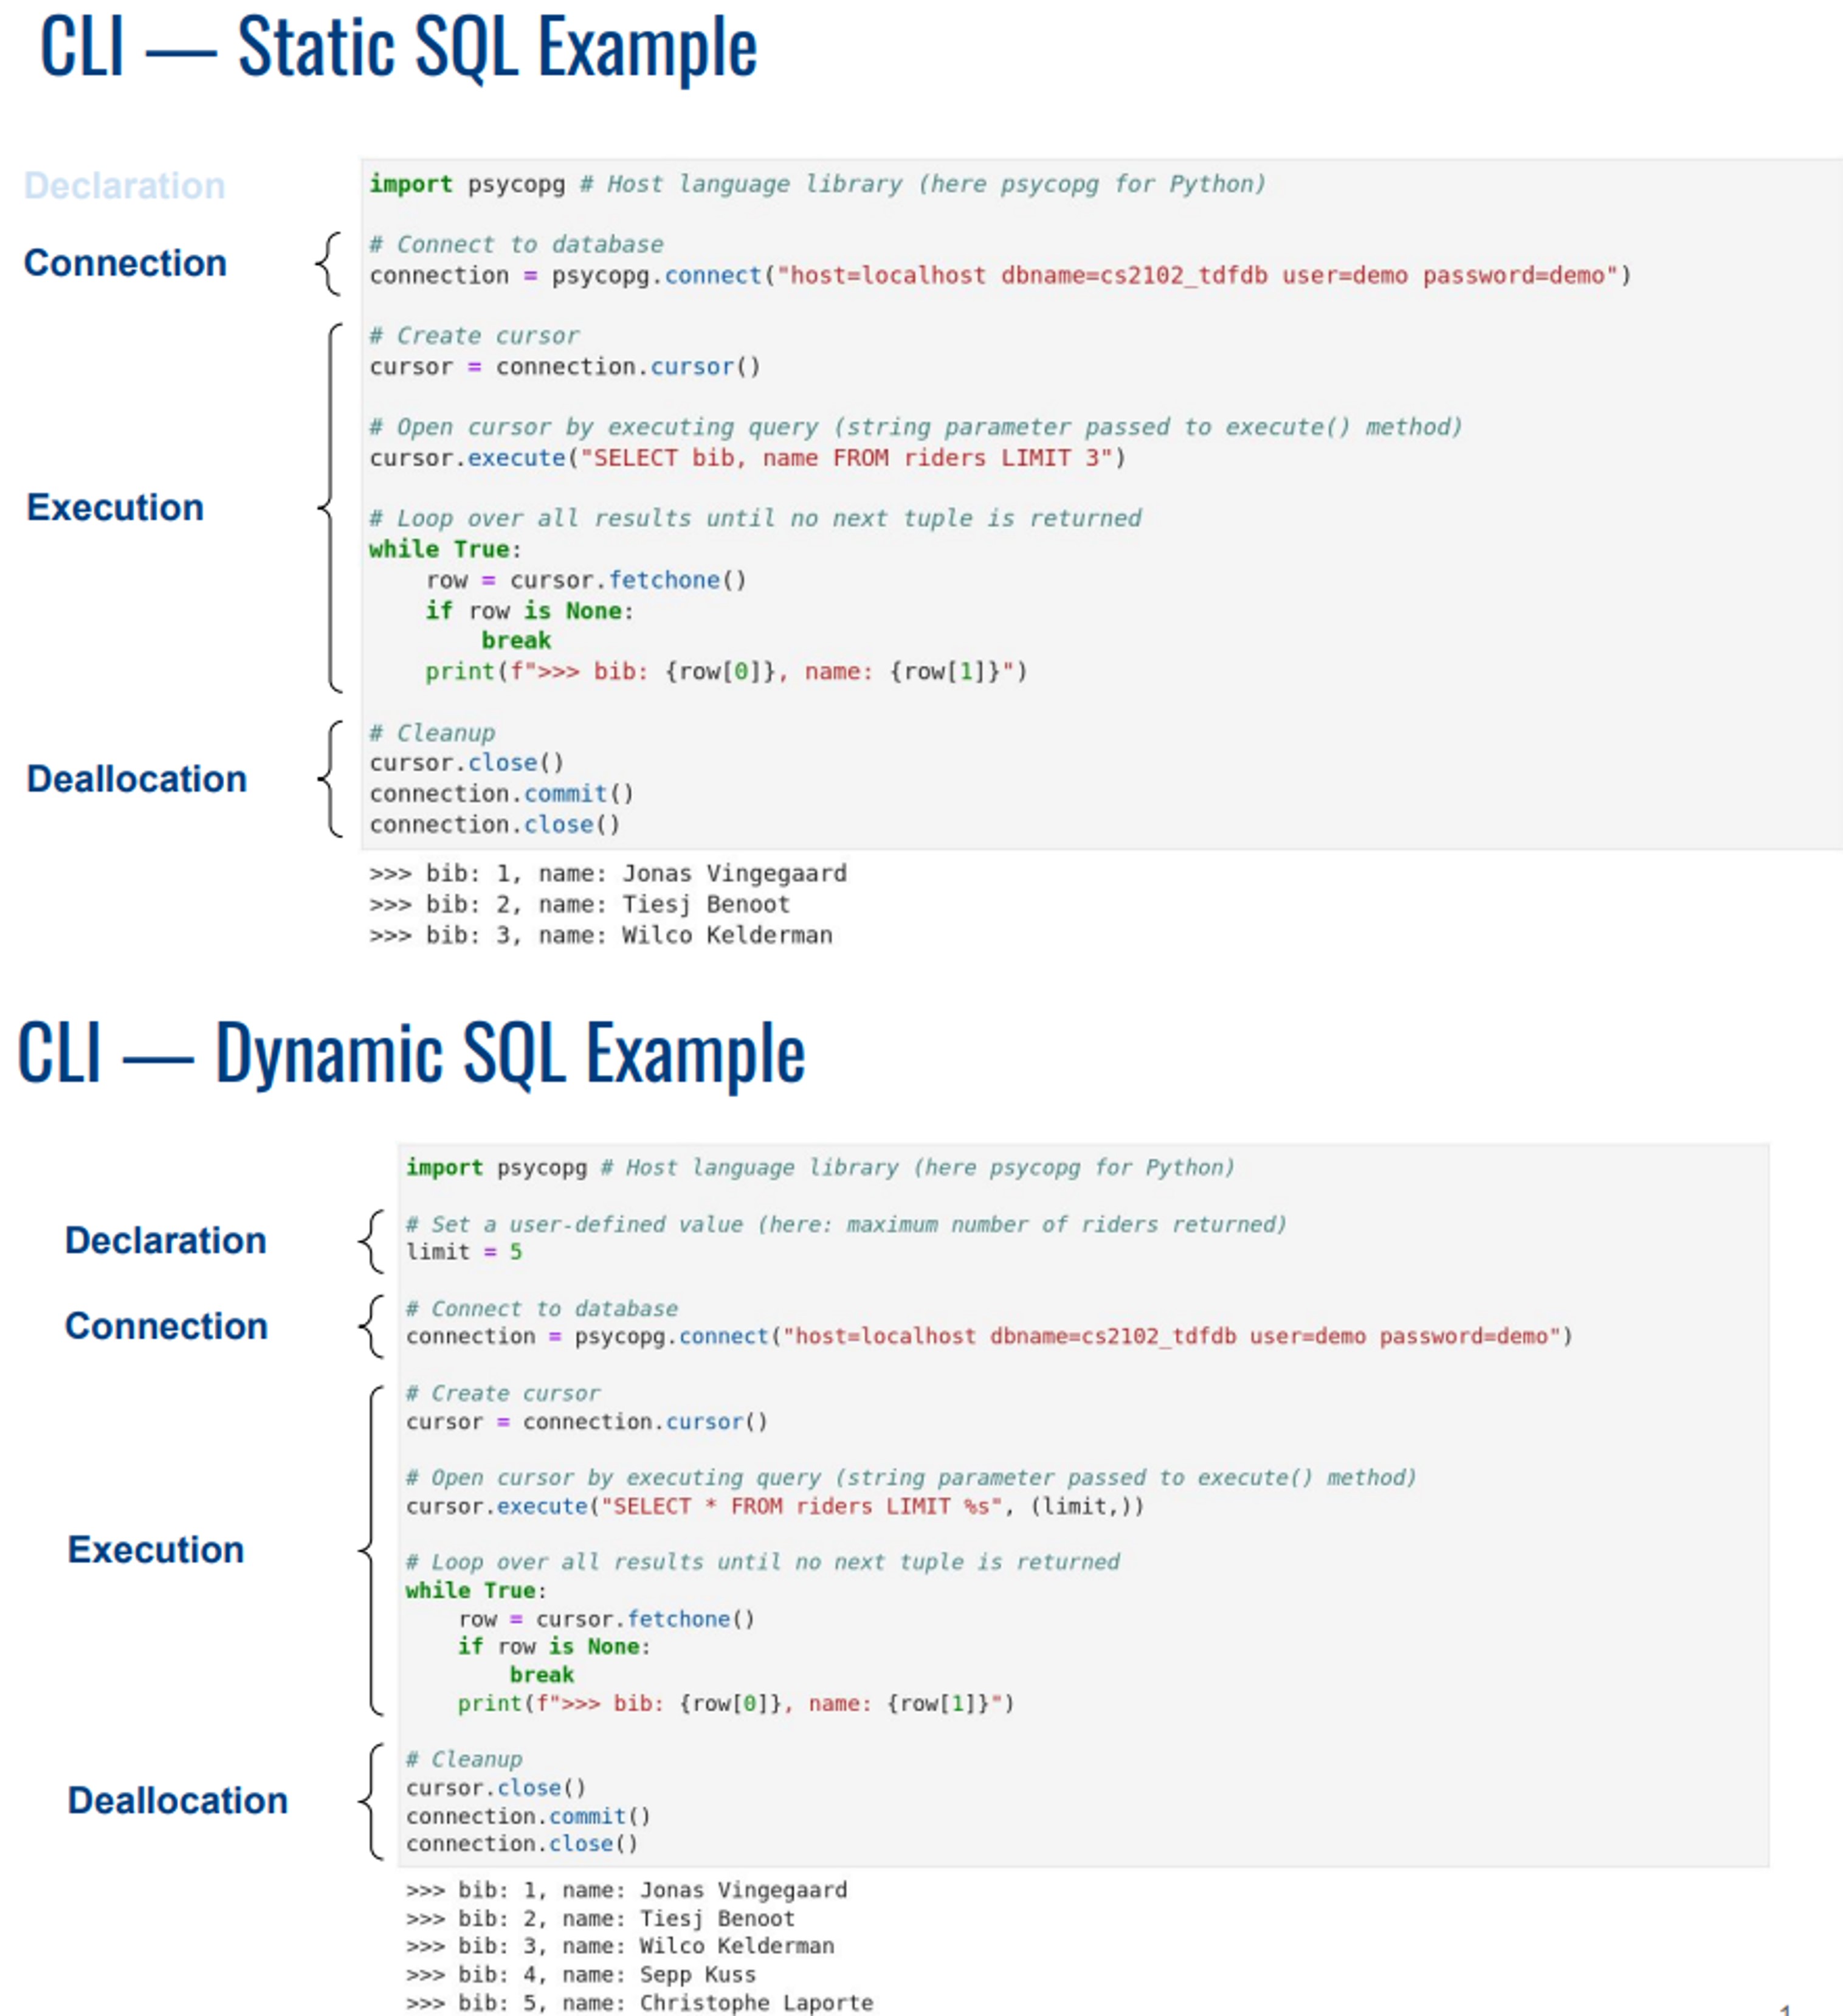 CLI — Static SQL Example
Declaration
import psycopg # Host language library (here psycopg for Python)
Connection
# Connect to database
connection = psycopg.connect("host=localhost dbname=cs2102_tdfdb user=demo password=demo")
# Create cursor
cursor = connection.cursor()
# Open cursor by executing query (string parameter passed to execute() method)
cursor.execute("SELECT bib, name FROM riders LIMIT 3")
Execution
# Loop over all results until no next tuple is returned
while True:
    row = cursor.fetchone()
    if row is None:
        break
    print(f">>> bib: {row[0]}, name: {row[1]}")
Deallocation
# Cleanup
cursor.close()
connection.commit()
connection.close()
>>> bib: 1, name: Jonas Vingegaard
>>> bib: 2, name: Tiesj Benoot
>>> bib: 3, name: Wilco Kelderman
CLI — Dynamic SQL Example
import psycopg # Host language library (here psycopg for Python)
Declaration
# Set a user-defined value (here: maximum number of riders returned)
limit = 5
Connection
# Connect to database
connection = psycopg.connect("host=localhost dbname=cs2102_tdfdb user=demo password=demo")
# Create cursor
cursor = connection.cursor()
# Open cursor by executing query (string parameter passed to execute() method)
cursor.execute("SELECT * FROM riders LIMIT %s", (limit,))
Execution
# Loop over all results until no next tuple is returned
while True:
    row = cursor.fetchone()
    if row is None:
        break
    print(f">>> bib: {row[0]}, name: {row[1]}")
Deallocation
# Cleanup
cursor.close()
connection.commit()
connection.close()
>>> bib: 1, name: Jonas Vingegaard
>>> bib: 2, name: Tiesj Benoot
>>> bib: 3, name: Wilco Kelderman
>>> bib: 4, name: Sepp Kuss
>>> bib: 5, name: Christophe Laporte